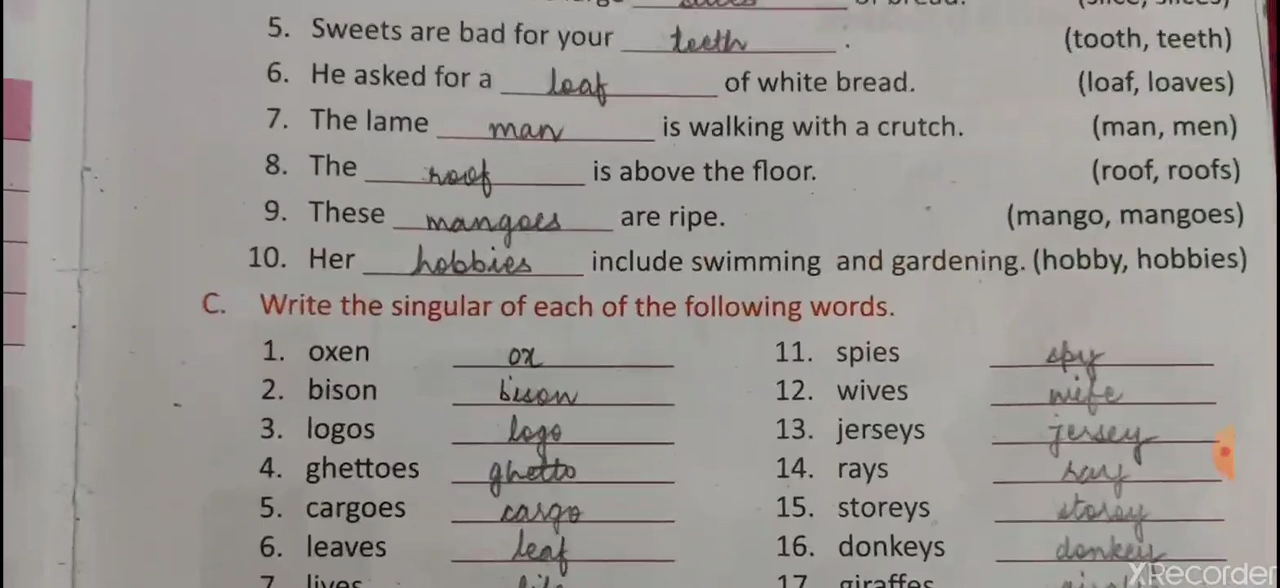 5. Sweets are bad for your teeth . (tooth, teeth)
6. He asked for a loaf of white bread. (loaf, loaves)
7. The lame man is walking with a crutch. (man, men)
8. The roof is above the floor. (roof, roofs)
9. These mangoes are ripe. (mango, mangoes)
10. Her hobbies include swimming and gardening. (hobby, hobbies)
C. Write the singular of each of the following words.
1. oxen ox 11. spies spy
2. bison bison 12. wives wife
3. logos logo 13. jerseys jersey
4. ghettoes ghetto 14. rays ray
5. cargoes cargo 15. storeys storey
6. leaves leaf 16. donkeys donkey
7. lives 17. giraffes
XRecorder